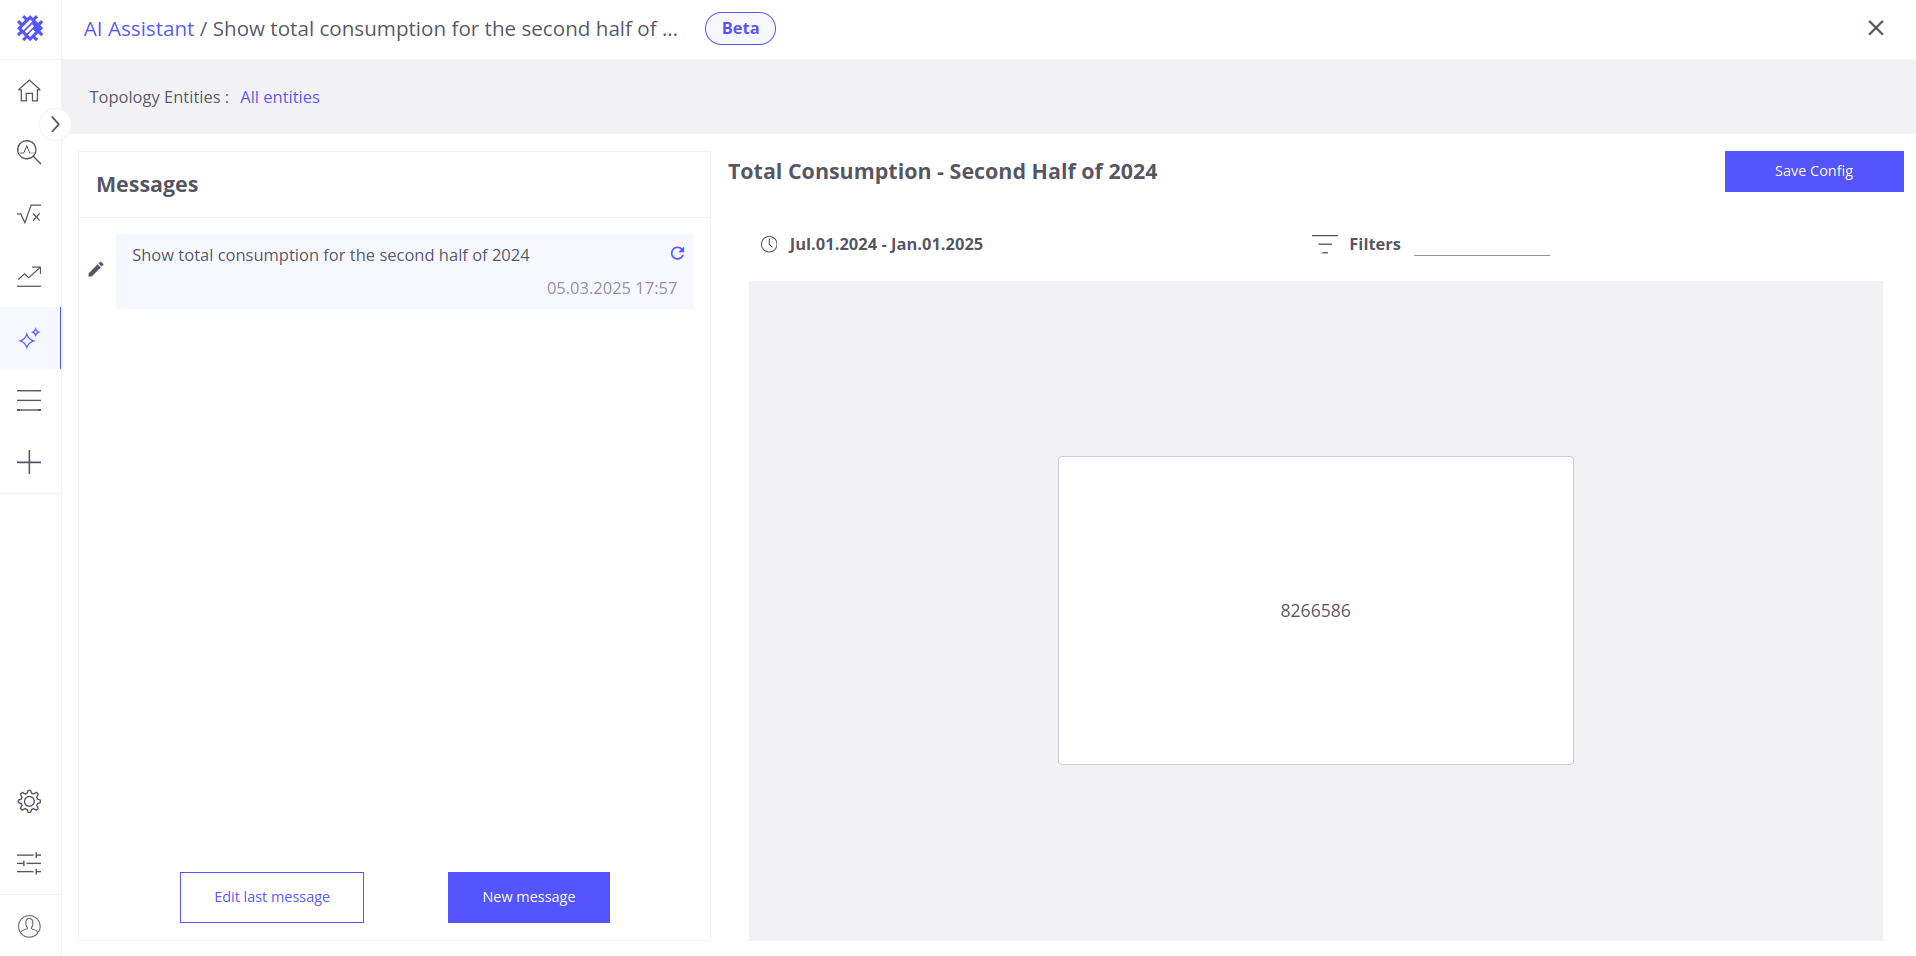 AI Assistant / Show total consumption for the second half of ...
Beta
Topology Entities : All entities
Messages
Show total consumption for the second half of 2024
05.03.2025 17:57
Edit last message
New message
Total Consumption - Second Half of 2024
Save Config
Jul.01.2024 - Jan.01.2025
Filters
8266586